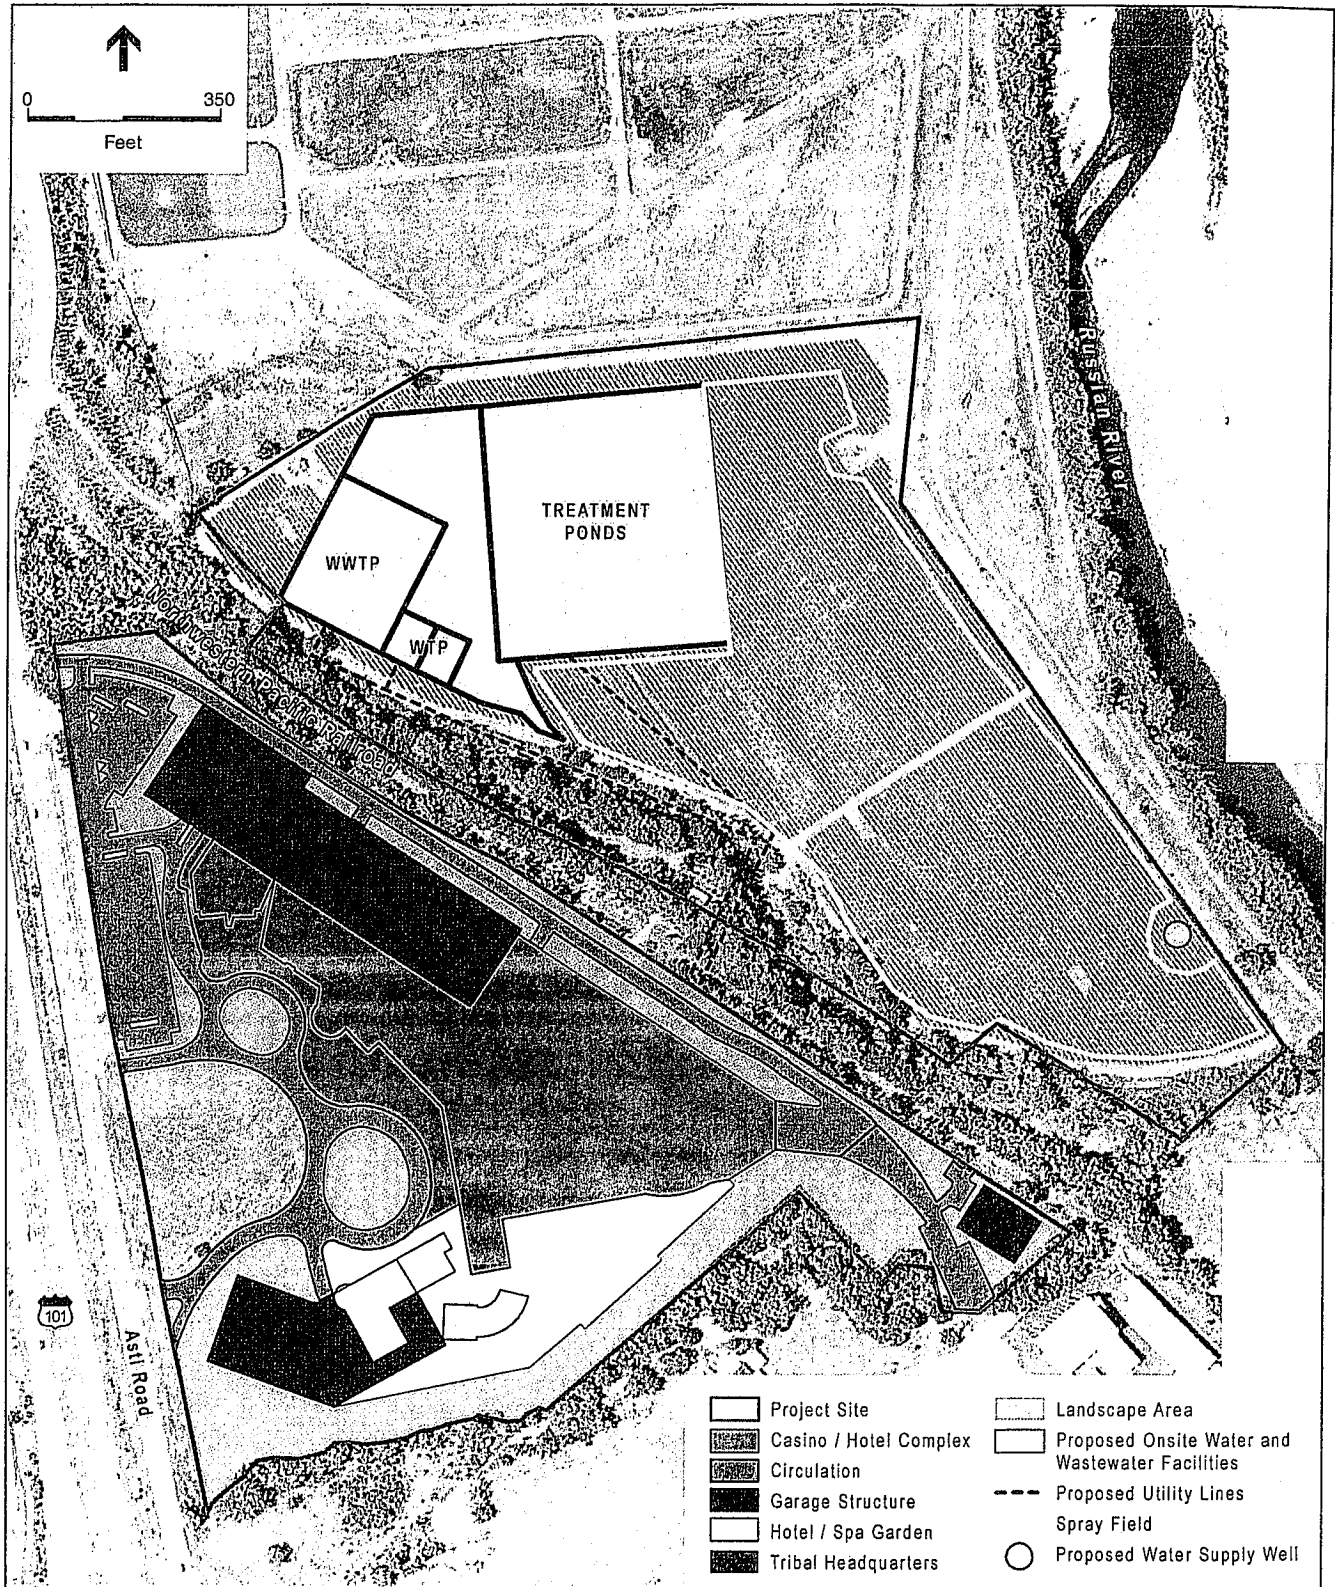 0 350
Feet
Russian River
TREATMENT
PONDS
WWTP
WTP
Northwestern Pacific Railroad
101
Asti Road
Project Site
Casino / Hotel Complex
Circulation
Garage Structure
Hotel / Spa Garden
Tribal Headquarters
Landscape Area
Proposed Onsite Water and
Wastewater Facilities
Proposed Utility Lines
Spray Field
Proposed Water Supply Well